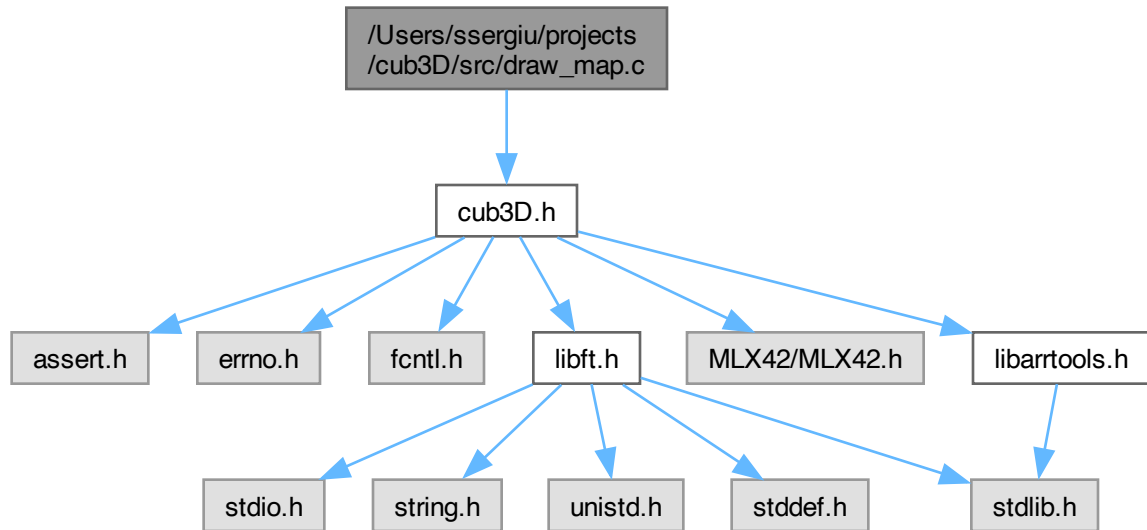 /Users/ssergiu/projects
/cub3D/src/draw_map.c
cub3D.h
assert.h
errno.h
fcntl.h
libft.h
MLX42/MLX42.h
libarrtools.h
stdio.h
string.h
unistd.h
stddef.h
stdlib.h